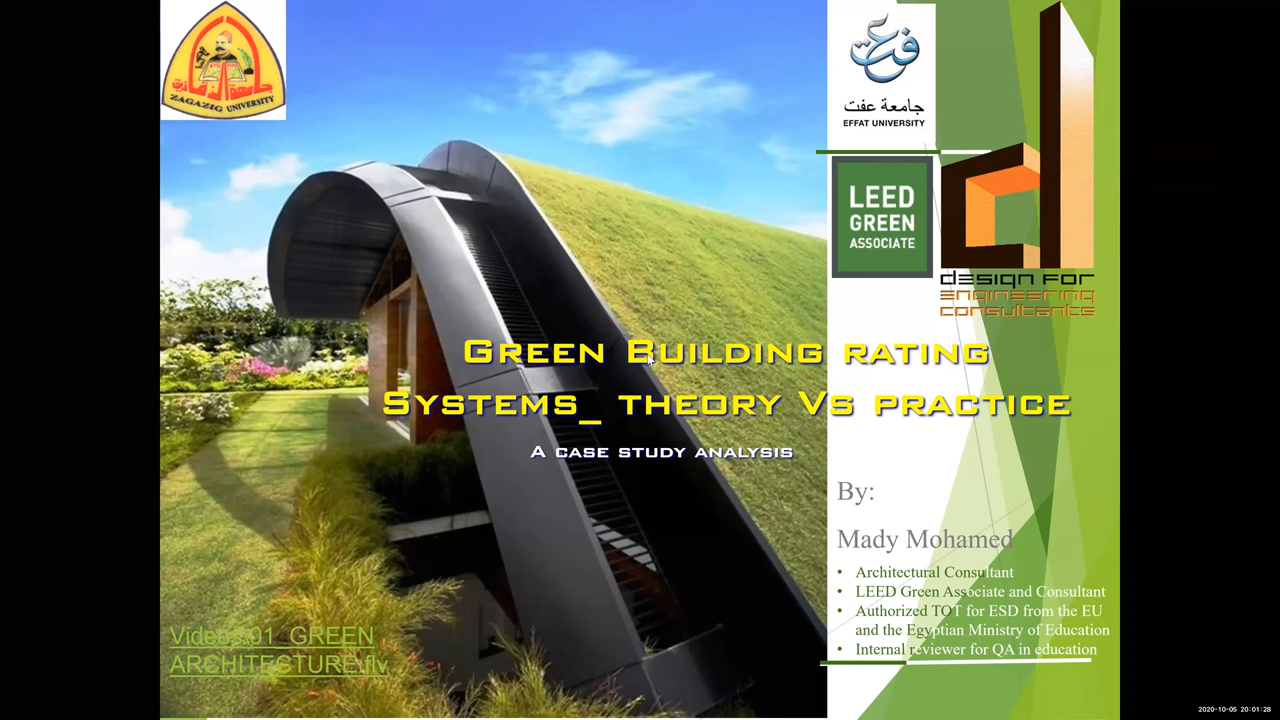 جامعة الزقازيق
ZAGAZIG UNIVERSITY
جامعة عفت
EFFAT UNIVERSITY
LEED
GREEN
ASSOCIATE
DESIGN FOR
ENGINEERING
CONSULTANTS
GREEN BUILDING RATING
SYSTEMS_ THEORY VS PRACTICE
A CASE STUDY ANALYSIS
By:
Mady Mohamed
• Architectural Consultant
• LEED Green Associate and Consultant
• Authorized TOT for ESD from the EU
and the Egyptian Ministry of Education
• Internal reviewer for QA in education
Videos\01_GREEN
ARCHITECTURE.flv
2020-10-05 20:01:28